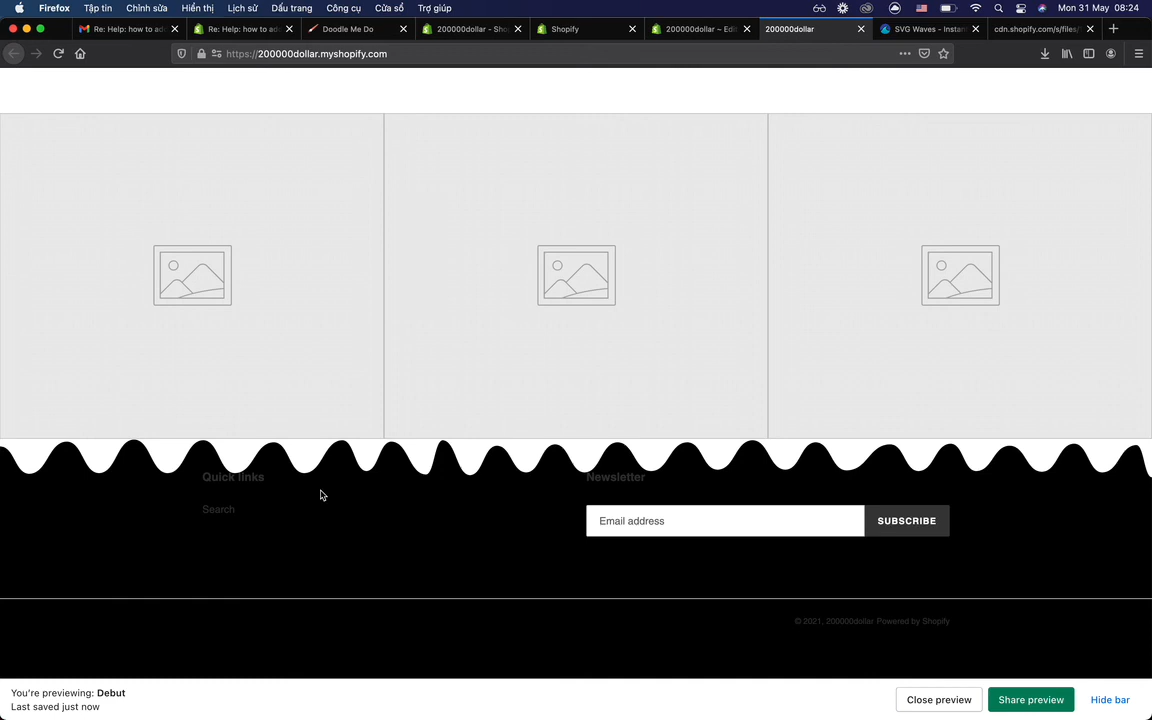 Firefox Tập tin Chỉnh sửa Hiển thị Lịch sử Dấu trang Công cụ Cửa sổ Trợ giúp Mon 31 May 08:24
Re: Help: how to ad Re: Help: how to ad Doodle Me Do 200000dollar - Sho Shopify 200000dollar ~ Edit 200000dollar SVG Waves - Instan cdn.shopify.com/s/files/
https://200000dollar.myshopify.com
Quick links Newsletter
Search
Email address SUBSCRIBE
© 2021, 200000dollar Powered by Shopify
You're previewing: Debut
Last saved just now
Close preview Share preview Hide bar